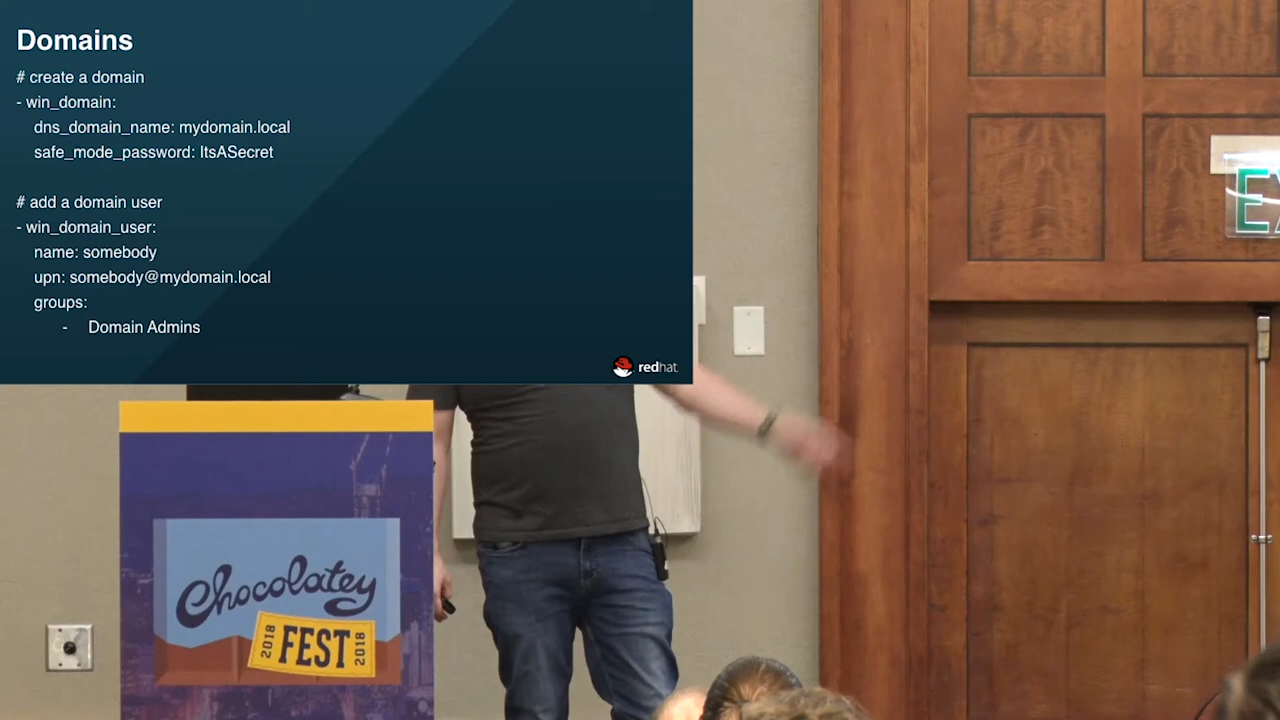 Domains
# create a domain
- win_domain:
dns_domain_name: mydomain.local
safe_mode_password: ItsASecret
# add a domain user
- win_domain_user:
name: somebody
upn: somebody@mydomain.local
groups:
- Domain Admins
redhat.
EX
Chocolatey
2018 FEST 2018